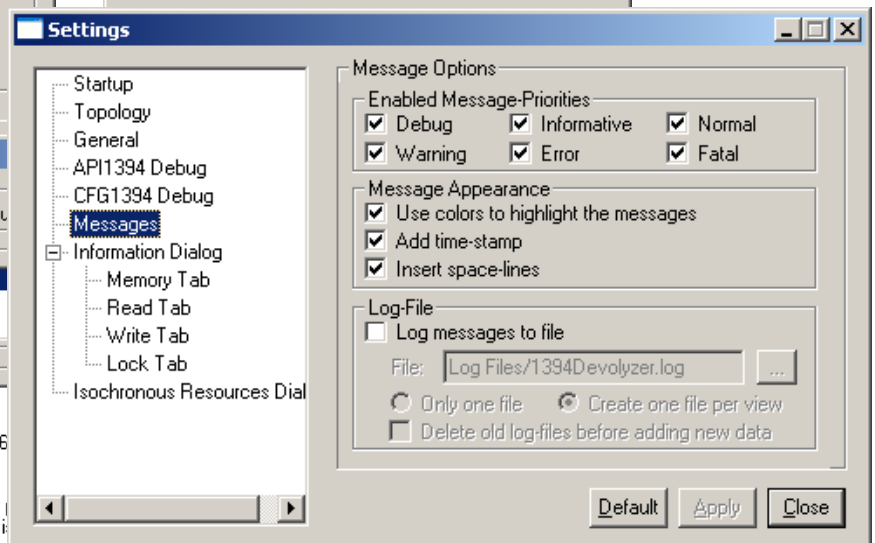 Settings
Startup
Topology
General
API1394 Debug
CFG1394 Debug
Messages
Information Dialog
Memory Tab
Read Tab
Write Tab
Lock Tab
Isochronous Resources Dial
Message Options
Enabled Message-Priorities
Debug Informative Normal
Warning Error Fatal
Message Appearance
Use colors to highlight the messages
Add time-stamp
Insert space-lines
Log-File
Log messages to file
File: Log Files/1394Devolyzer.log ...
Only one file Create one file per view
Delete old log-files before adding new data
Default Apply Close